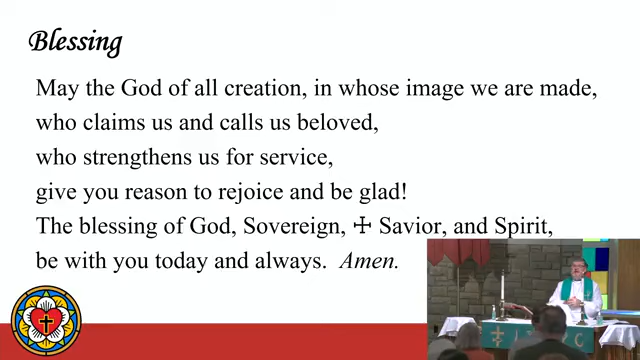 Blessing
May the God of all creation, in whose image we are made,
who claims us and calls us beloved,
who strengthens us for service,
give you reason to rejoice and be glad!
The blessing of God, Sovereign, ☩ Savior, and Spirit,
be with you today and always. Amen.